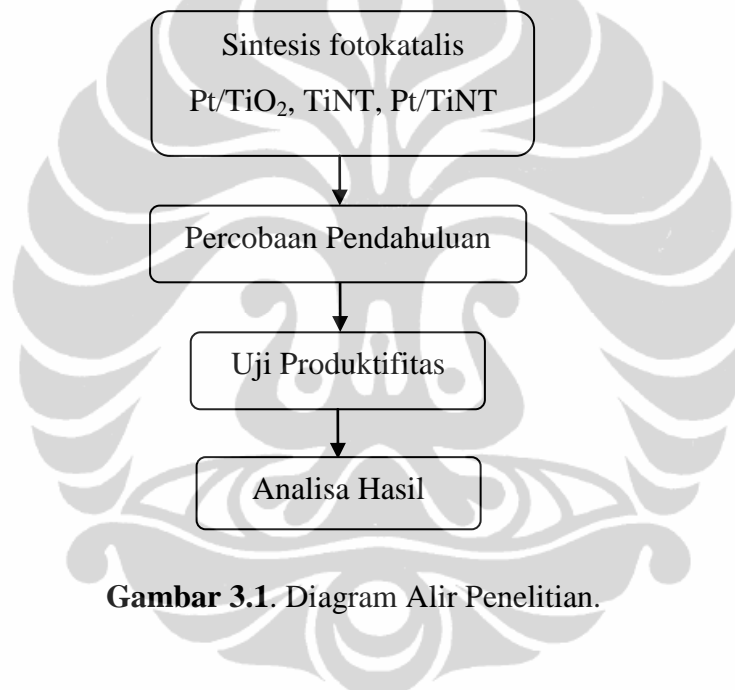 Sintesis fotokatalis
Pt/TiO₂, TiNT, Pt/TiNT
Percobaan Pendahuluan
Uji Produktifitas
Analisa Hasil
Gambar 3.1. Diagram Alir Penelitian.